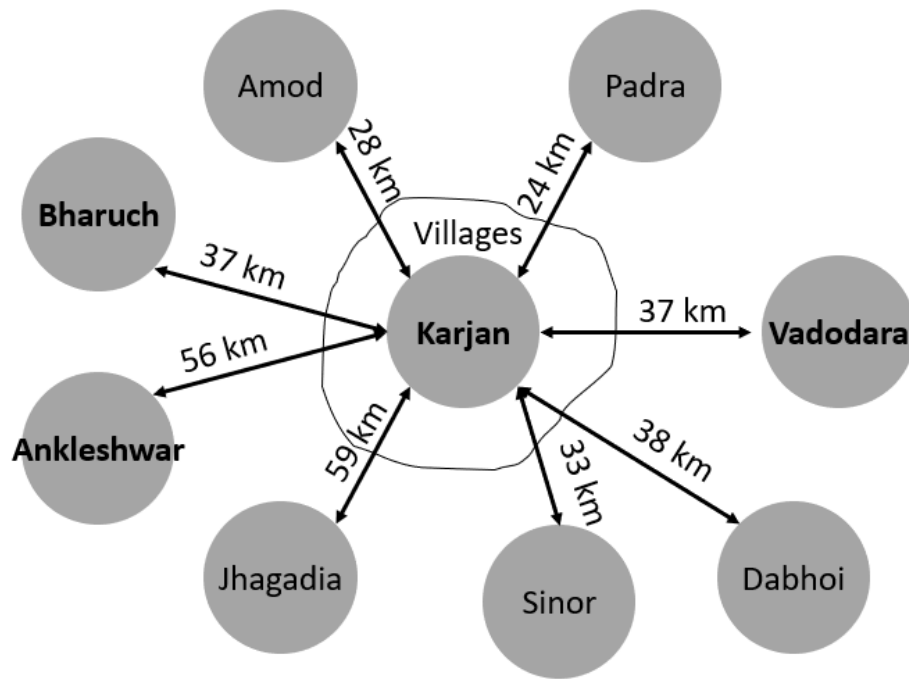 Amod
Padra
28 km
24 km
Bharuch
Villages
37 km
37 km
Karjan
Vadodara
56 km
Ankleshwar
59 km
33 km
38 km
Jhagadia
Sinor
Dabhoi